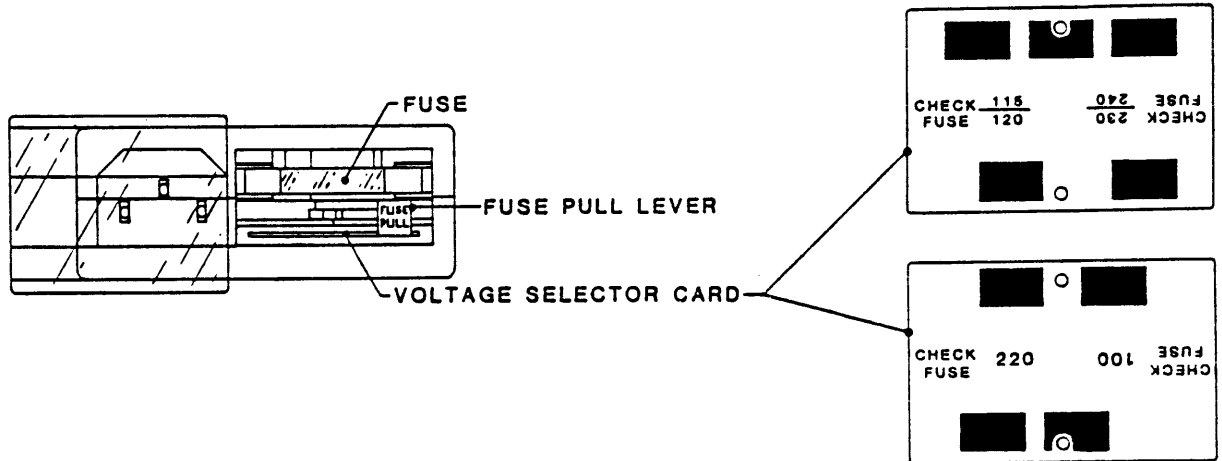 FUSE
FUSE PULL LEVER
FUSE
PULL
VOLTAGE SELECTOR CARD
CHECK
FUSE
115
120
230
240
CHECK
FUSE
CHECK
FUSE
220
100
CHECK
FUSE